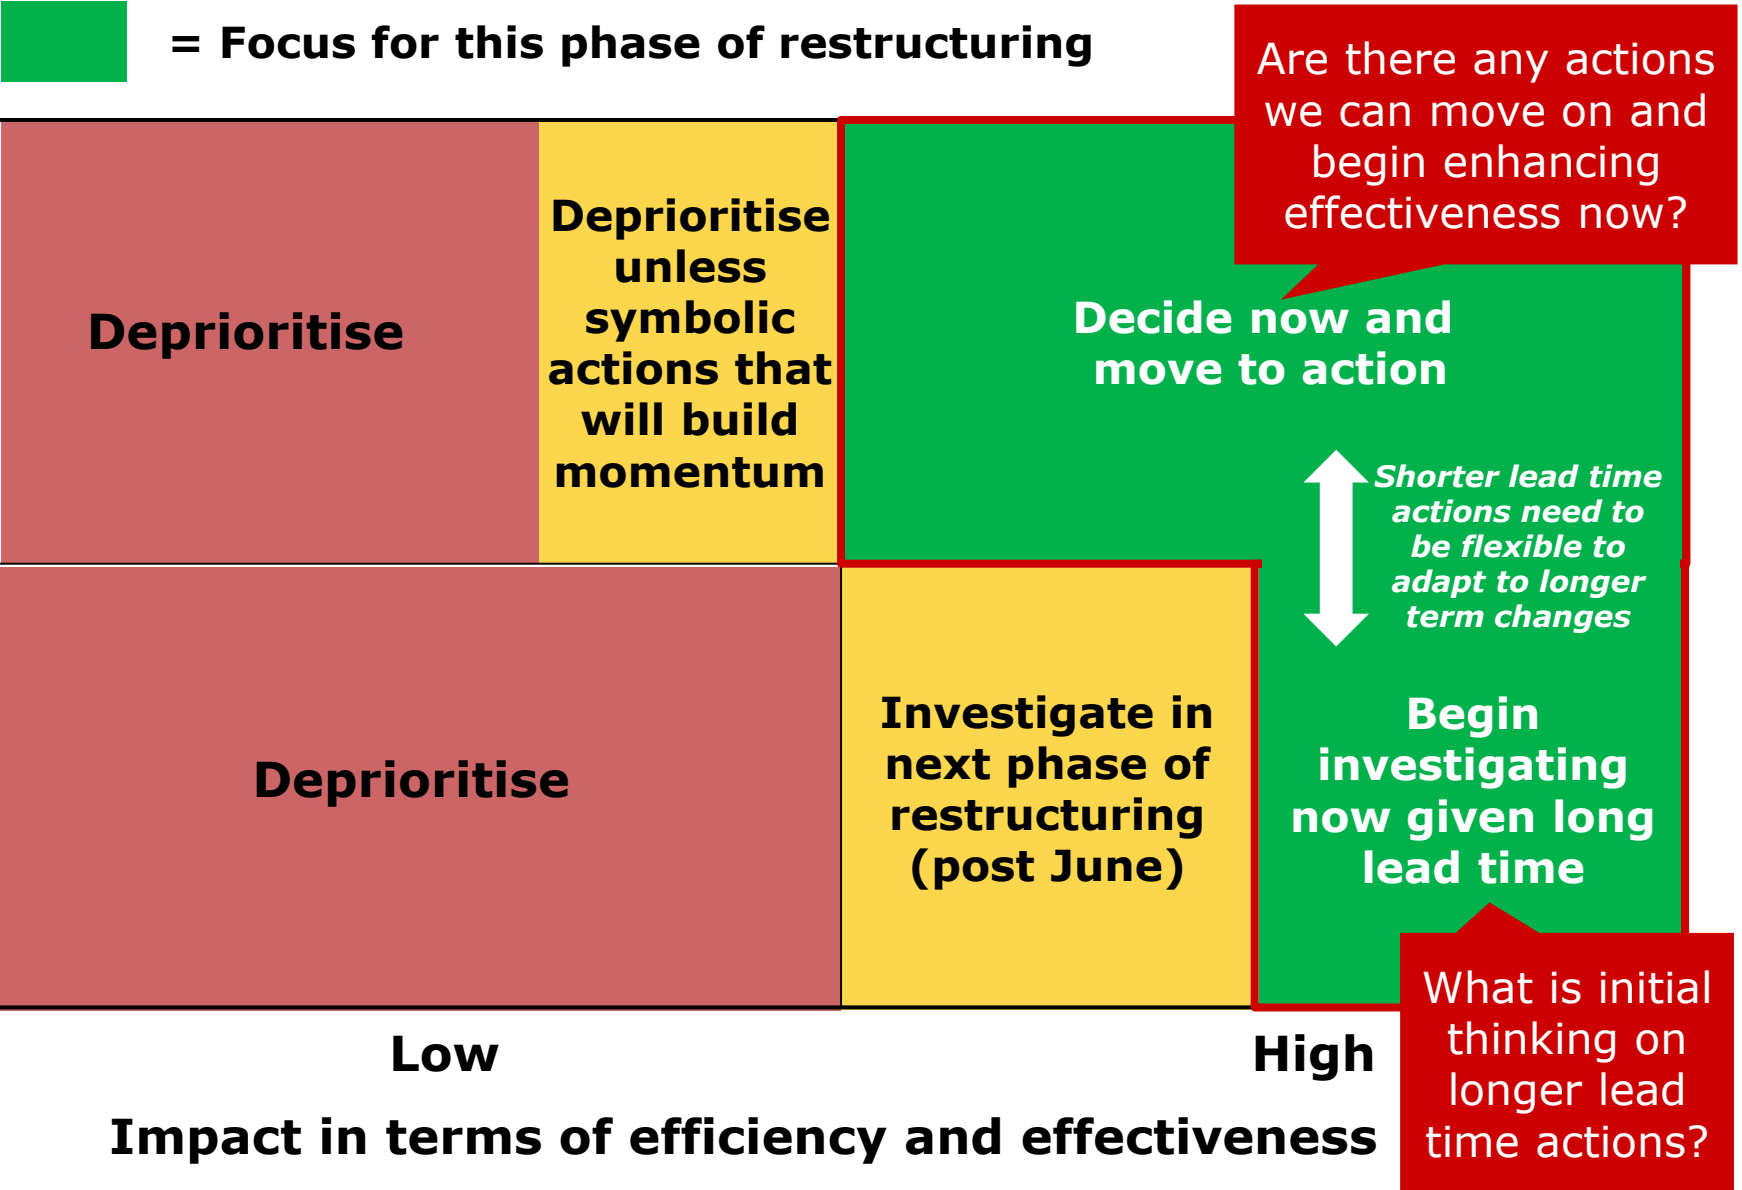 = Focus for this phase of restructuring
Are there any actions
we can move on and
begin enhancing
effectiveness now?
Deprioritise
Deprioritise
unless
symbolic
actions that
will build
momentum
Decide now and
move to action
Shorter lead time
actions need to
be flexible to
adapt to longer
term changes
Deprioritise
Investigate in
next phase of
restructuring
(post June)
Begin
investigating
now given long
lead time
What is initial
thinking on
longer lead
time actions?
Low
High
Impact in terms of efficiency and effectiveness